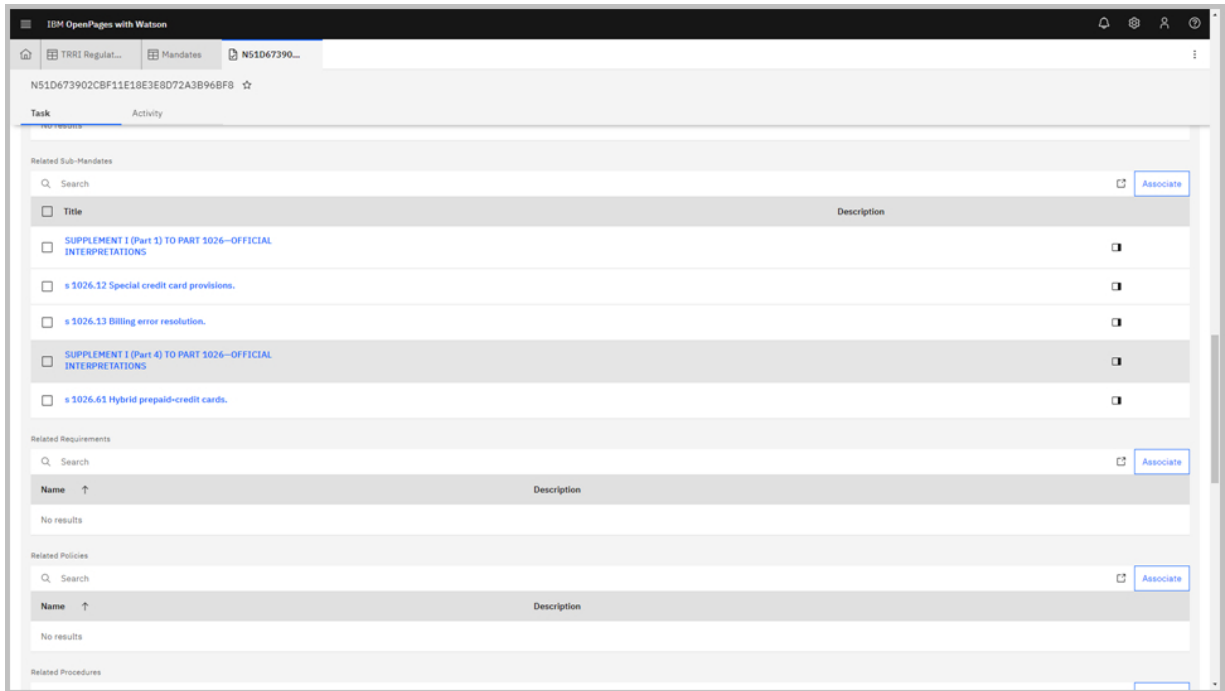 IBM OpenPages with Watson
TRRI Regulat...
Mandates
N51D67390...
N51D673902CBF11E18E3E8D72A3B96BF8
Task
Activity
No results
Related Sub-Mandates
Search
Associate
Title
Description
SUPPLEMENT I (Part 1) TO PART 1026—OFFICIAL
INTERPRETATIONS
s 1026.12 Special credit card provisions.
s 1026.13 Billing error resolution.
SUPPLEMENT I (Part 4) TO PART 1026—OFFICIAL
INTERPRETATIONS
s 1026.61 Hybrid prepaid-credit cards.
Related Requirements
Search
Associate
Name ↑
Description
No results
Related Policies
Search
Associate
Name ↑
Description
No results
Related Procedures